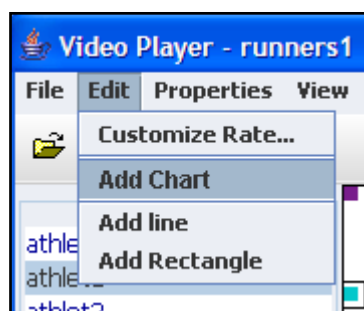 Video Player - runners1
File Edit Properties View
Customize Rate...
Add Chart
Add line
Add Rectangle
athle
athle